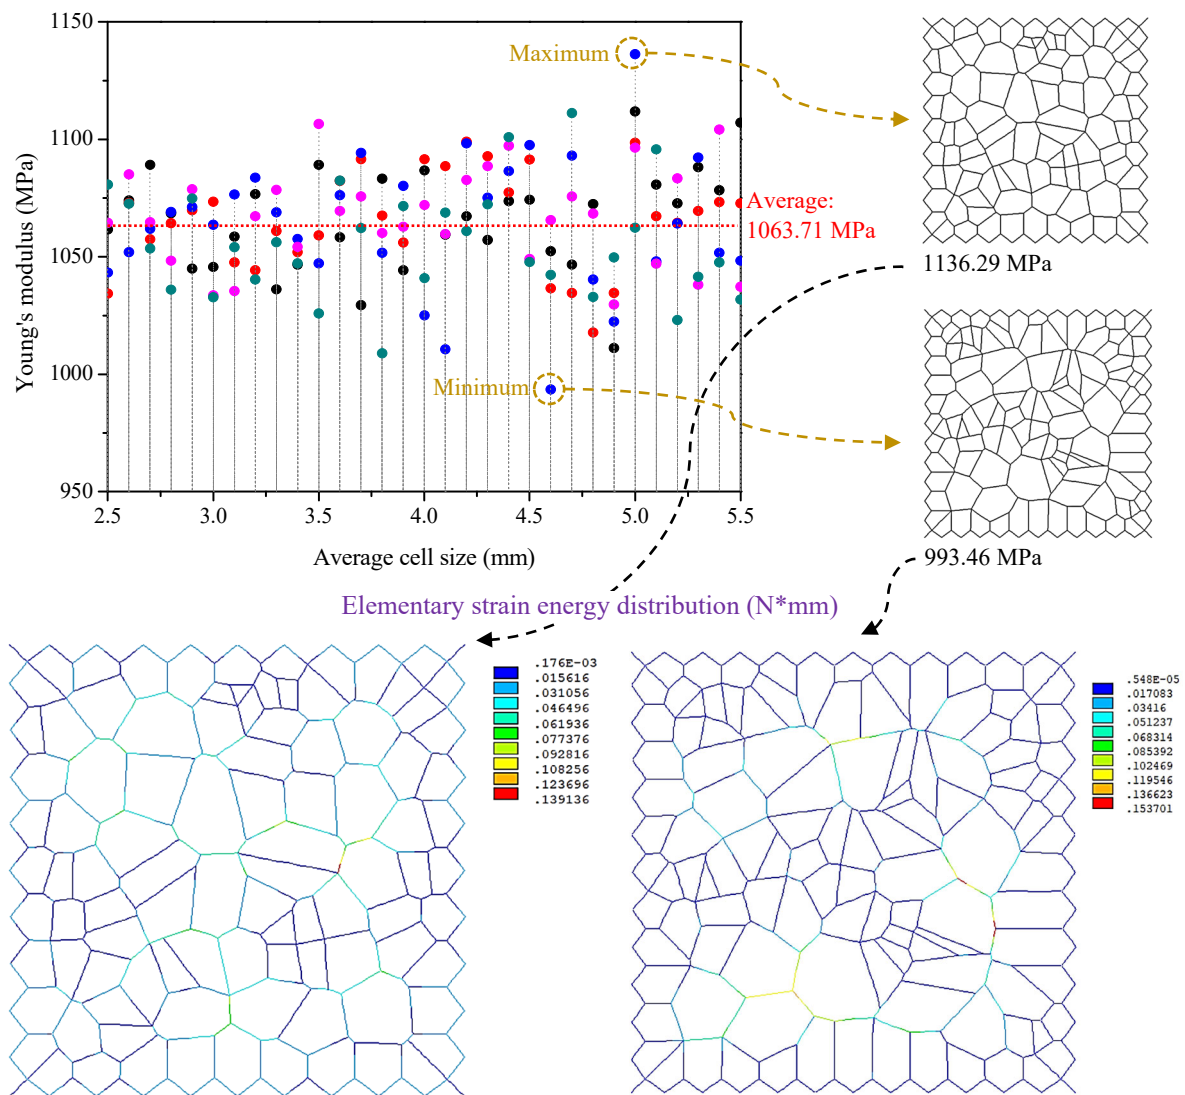 1150
1100
1050
1000
950
Young's modulus (MPa)
Maximum
Minimum
Average:
1063.71 MPa
2.5
3.0
3.5
4.0
4.5
5.0
5.5
Average cell size (mm)
1136.29 MPa
993.46 MPa
Elementary strain energy distribution (N*mm)
.176E-03
.015616
.031056
.046496
.061936
.077376
.092816
.108256
.123696
.139136
.548E-05
.017083
.03416
.051237
.068314
.085392
.102469
.119546
.136623
.153701